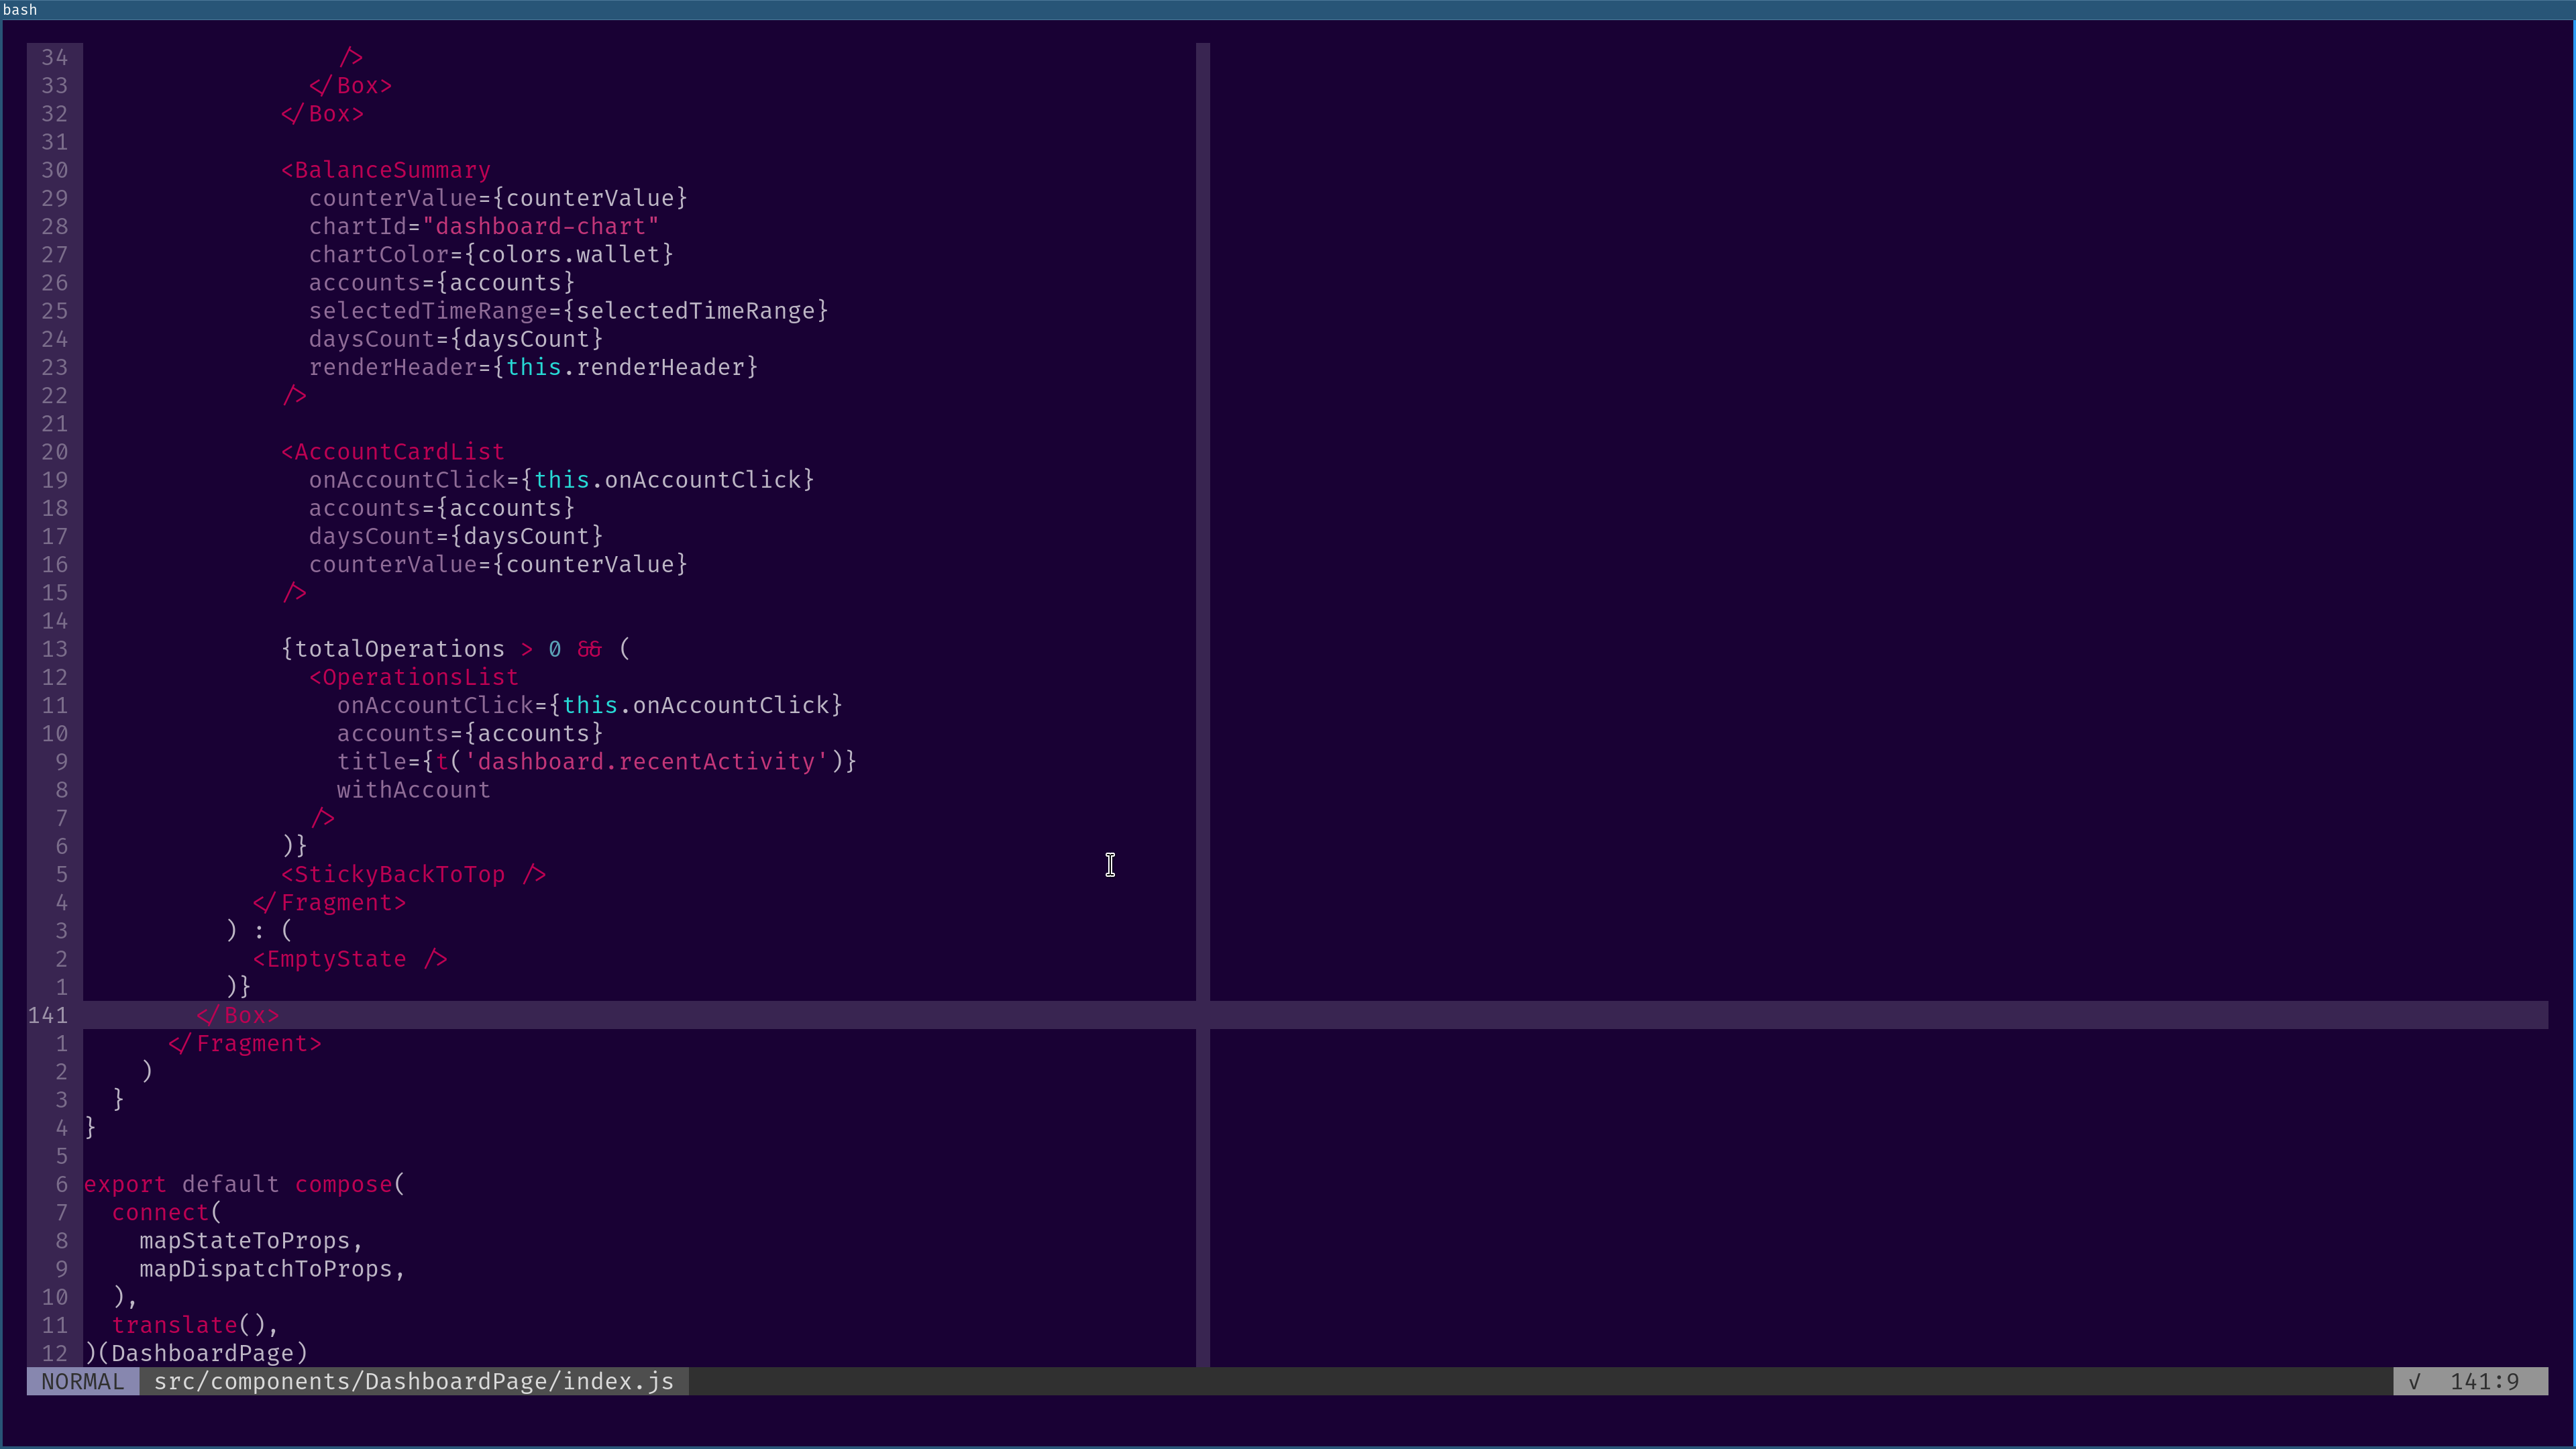 bash
34                   />
33                 </Box>
32               </Box>
31
30               <BalanceSummary
29                 counterValue={counterValue}
28                 chartId="dashboard-chart"
27                 chartColor={colors.wallet}
26                 accounts={accounts}
25                 selectedTimeRange={selectedTimeRange}
24                 daysCount={daysCount}
23                 renderHeader={this.renderHeader}
22               />
21
20               <AccountCardList
19                 onAccountClick={this.onAccountClick}
18                 accounts={accounts}
17                 daysCount={daysCount}
16                 counterValue={counterValue}
15               />
14
13               {totalOperations > 0 && (
12                 <OperationsList
11                   onAccountClick={this.onAccountClick}
10                   accounts={accounts}
9                   title={t('dashboard.recentActivity')}
8                   withAccount
7                 />
6               )}
5               <StickyBackToTop />
4             </Fragment>
3           ) : (
2             <EmptyState />
1           )}
141         </Box>
1       </Fragment>
2     )
3   }
4 }
5
6 export default compose(
7   connect(
8     mapStateToProps,
9     mapDispatchToProps,
10   ),
11   translate(),
12 )(DashboardPage)
NORMAL src/components/DashboardPage/index.js √ 141:9